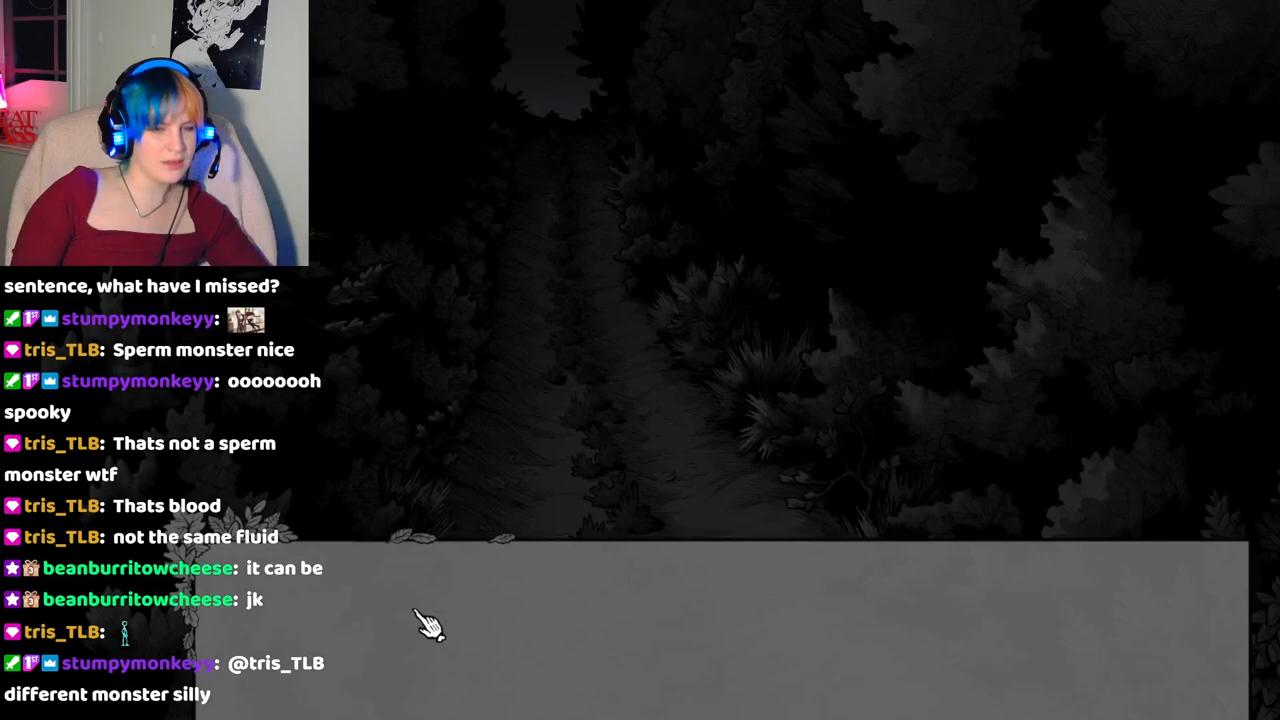 EAT
ASS
sentence, what have I missed?
stumpymonkeyy:
tris_TLB: Sperm monster nice
stumpymonkeyy: oooooooh
spooky
tris_TLB: Thats not a sperm
monster wtf
tris_TLB: Thats blood
tris_TLB: not the same fluid
beanburritowcheese: it can be
beanburritowcheese: jk
tris_TLB:
stumpymonkeyy: @tris_TLB
different monster silly